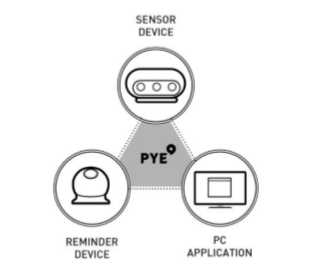 SENSOR
DEVICE
PYE
REMINDER
DEVICE
PC
APPLICATION